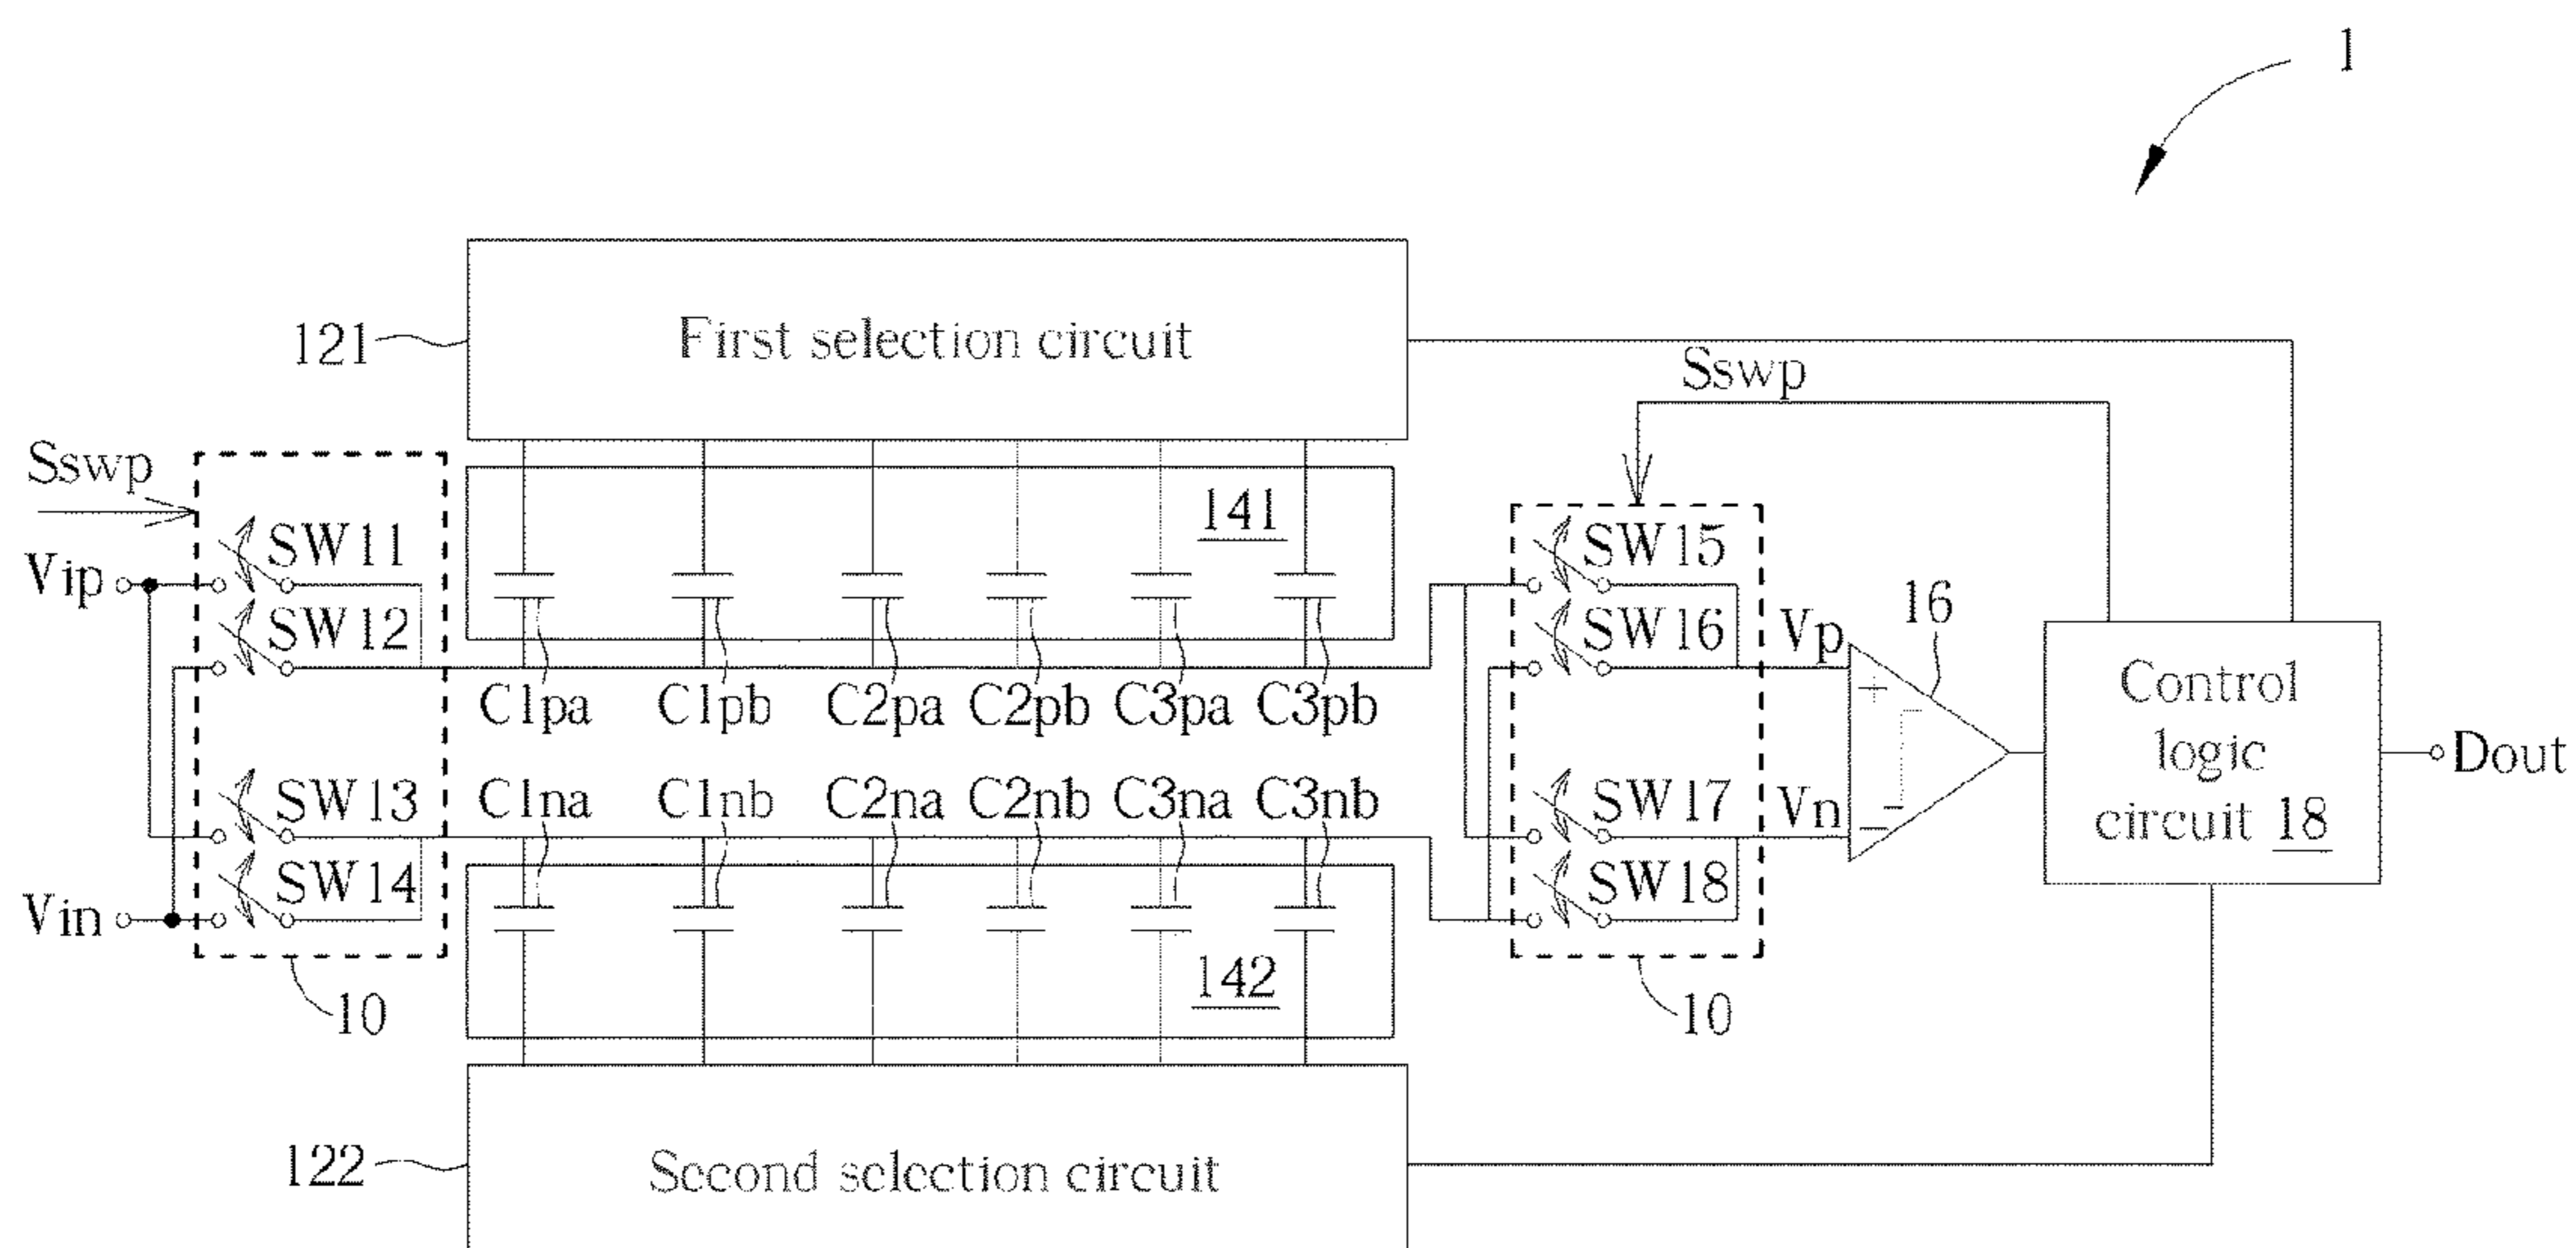 1
121
First selection circuit
Sswp
Sswp
141
SW11
SW15
Vip
SW12
SW16
Vp
16
C1pa C1pb C2pa C2pb C3pa C3pb
Control
logic
circuit 18
Dout
C1na C1nb C2na C2nb C3na C3nb
SW13
SW17
Vn
+
−
SW14
SW18
Vin
142
10
10
122
Second selection circuit